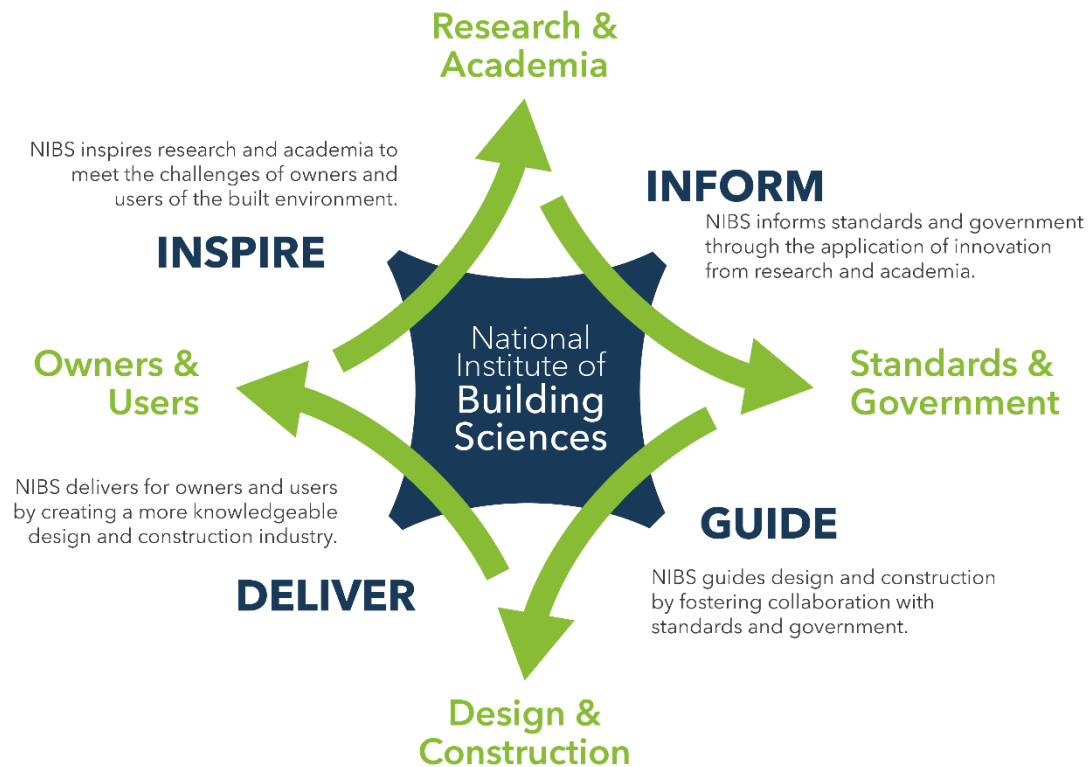 Research &
Academia
NIBS inspires research and academia to
meet the challenges of owners and
users of the built environment.
INSPIRE
INFORM
NIBS informs standards and government
through the application of innovation
from research and academia.
National
Institute of
Building
Sciences
Owners &
Users
Standards &
Government
NIBS delivers for owners and users
by creating a more knowledgeable
design and construction industry.
DELIVER
GUIDE
NIBS guides design and construction
by fostering collaboration with
standards and government.
Design &
Construction